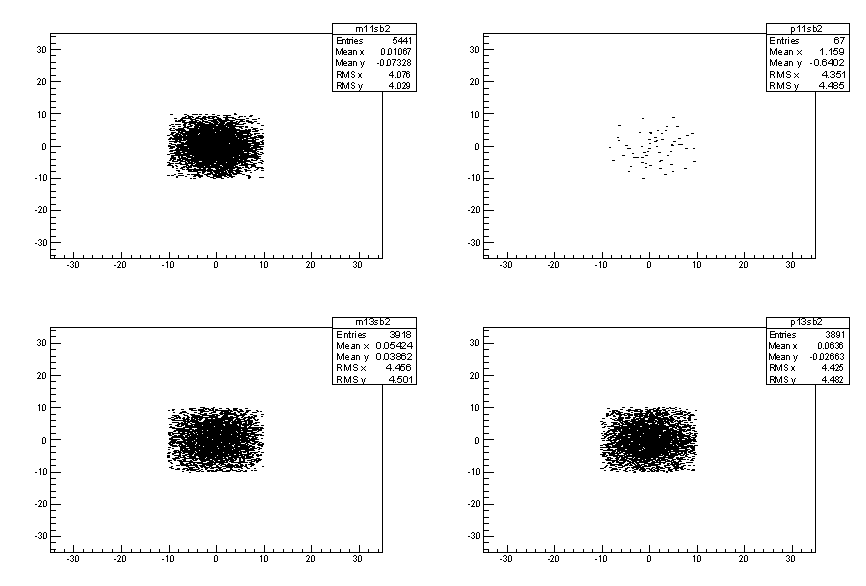 m11sb2
Entries 5441
Mean x 0.01067
Mean y -0.07328
RMS x 4.076
RMS y 4.029
30
20
10
0
-10
-20
-30
-30 -20 -10 0 10 20 30
p11sb2
Entries 67
Mean x 1.159
Mean y -0.6402
RMS x 4.351
RMS y 4.485
30
20
10
0
-10
-20
-30
-30 -20 -10 0 10 20 30
m13sb2
Entries 3918
Mean x 0.05424
Mean y 0.03862
RMS x 4.456
RMS y 4.501
30
20
10
0
-10
-20
-30
-30 -20 -10 0 10 20 30
p13sb2
Entries 3891
Mean x 0.0636
Mean y -0.02663
RMS x 4.425
RMS y 4.482
30
20
10
0
-10
-20
-30
-30 -20 -10 0 10 20 30